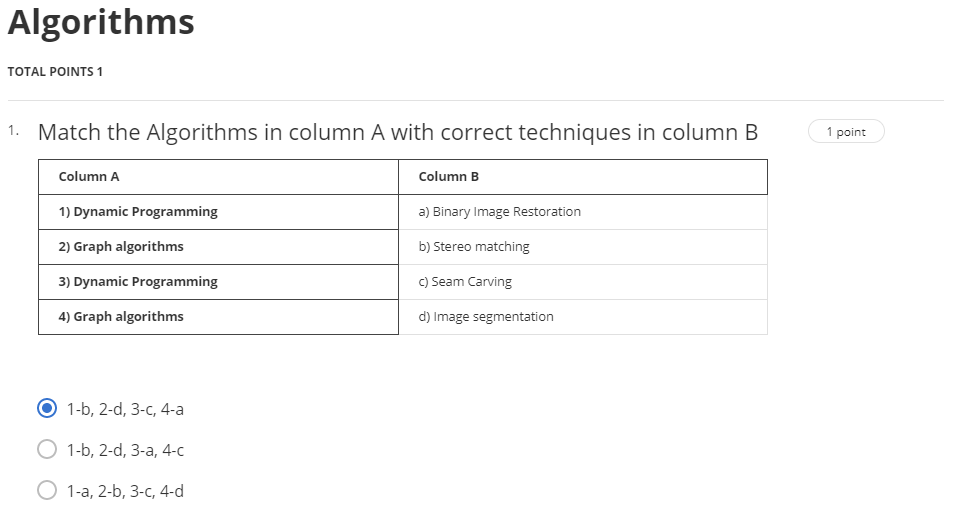 Algorithms
TOTAL POINTS 1
1. Match the Algorithms in column A with correct techniques in column B 1 point
Column A Column B
1) Dynamic Programming a) Binary Image Restoration
2) Graph algorithms b) Stereo matching
3) Dynamic Programming c) Seam Carving
4) Graph algorithms d) Image segmentation
1-b, 2-d, 3-c, 4-a
1-b, 2-d, 3-a, 4-c
1-a, 2-b, 3-c, 4-d